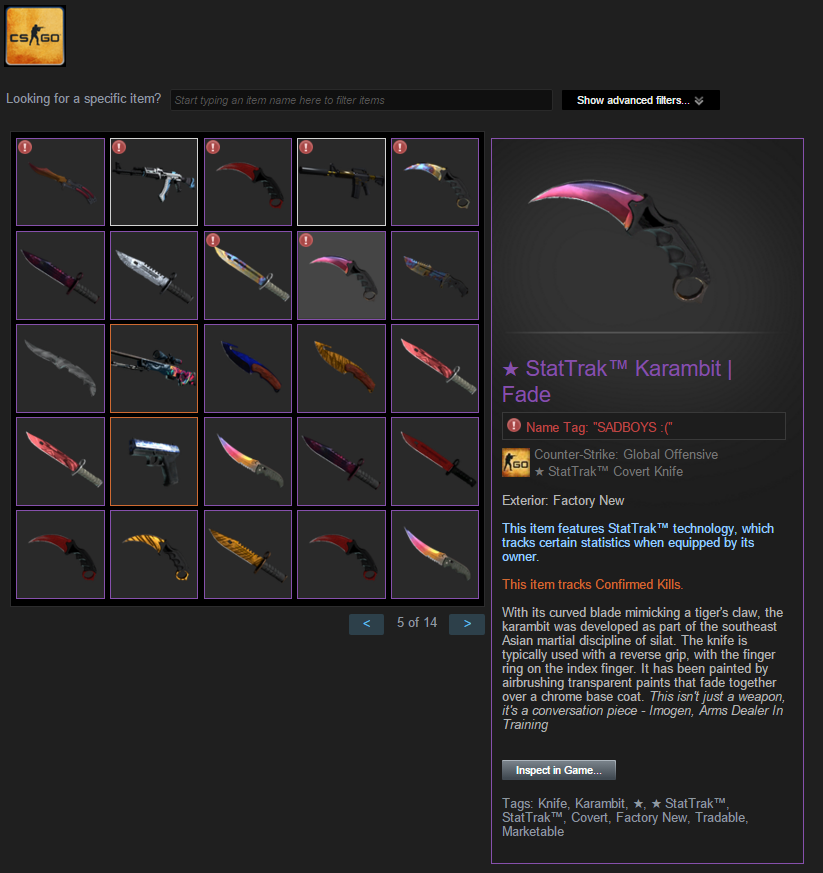 CS GO
Looking for a specific item?
Start typing an item name here to filter items
Show advanced filters...
★ StatTrak™ Karambit |
Fade
Name Tag: "SADBOYS :("
GO
Counter-Strike: Global Offensive
★ StatTrak™ Covert Knife
Exterior: Factory New
This item features StatTrak™ technology, which
tracks certain statistics when equipped by its
owner.
This item tracks Confirmed Kills.
With its curved blade mimicking a tiger's claw, the
karambit was developed as part of the southeast
Asian martial discipline of silat. The knife is
typically used with a reverse grip, with the finger
ring on the index finger. It has been painted by
airbrushing transparent paints that fade together
over a chrome base coat. This isn't just a weapon,
it's a conversation piece - Imogen, Arms Dealer In
Training
Inspect in Game...
Tags: Knife, Karambit, ★, ★ StatTrak™,
StatTrak™, Covert, Factory New, Tradable,
Marketable
< 5 of 14 >